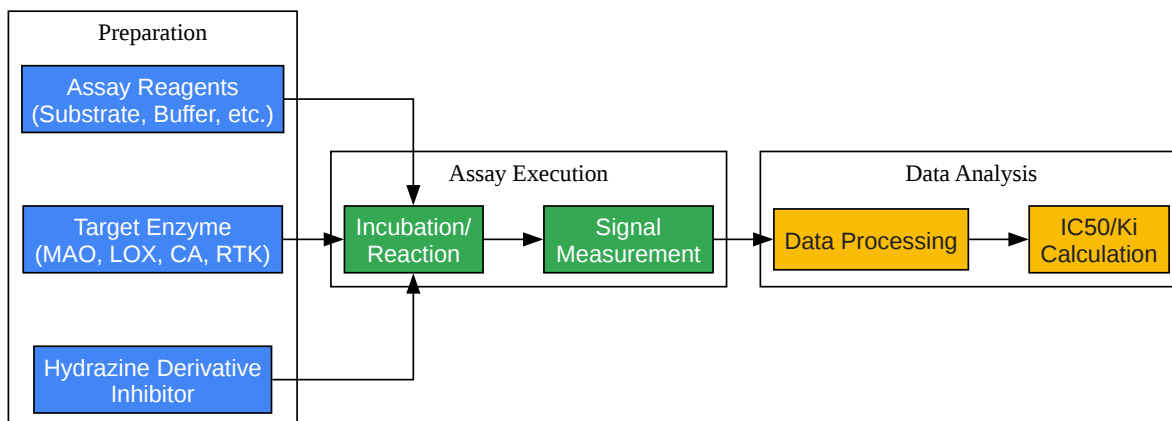 Preparation
Assay Reagents
(Substrate, Buffer, etc.)
Target Enzyme
(MAO, LOX, CA, RTK)
Hydrazine Derivative
Inhibitor
Assay Execution
Incubation/
Reaction
Signal
Measurement
Data Analysis
Data Processing
IC50/Ki
Calculation